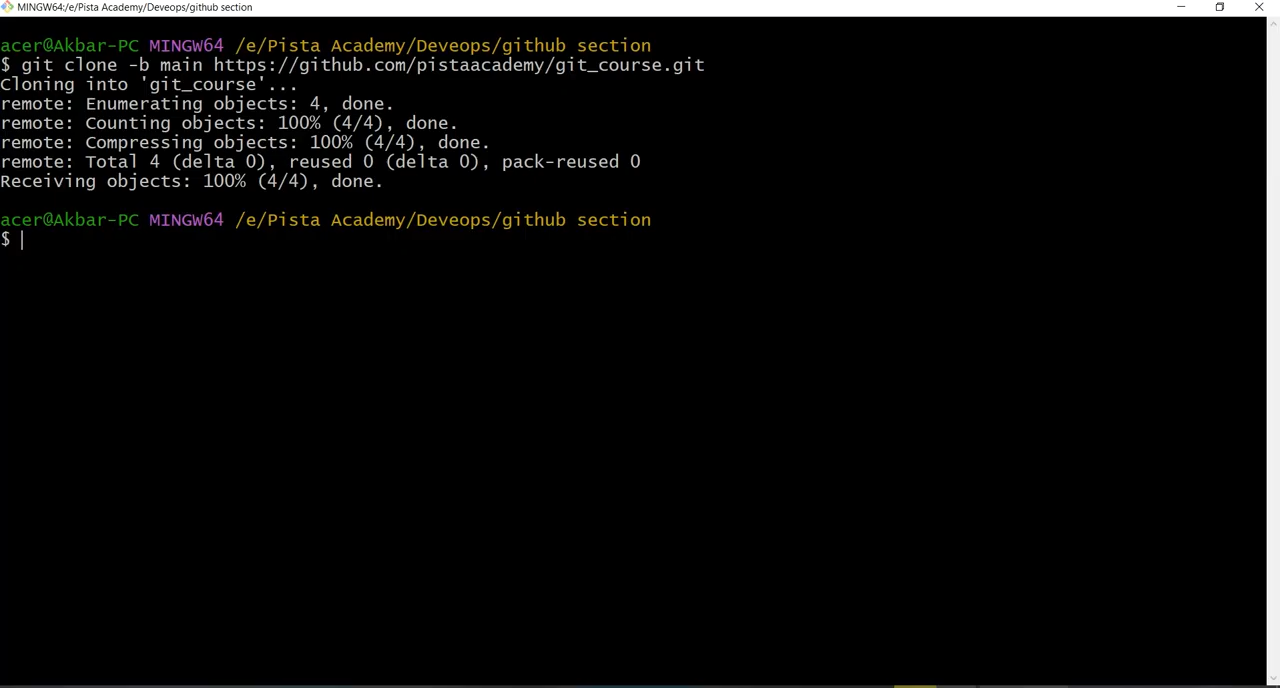 MINGW64:/e/Pista Academy/Deveops/github section
acer@Akbar-PC MINGW64 /e/Pista Academy/Deveops/github section
$ git clone -b main https://github.com/pistaacademy/git_course.git
Cloning into 'git_course'...
remote: Enumerating objects: 4, done.
remote: Counting objects: 100% (4/4), done.
remote: Compressing objects: 100% (4/4), done.
remote: Total 4 (delta 0), reused 0 (delta 0), pack-reused 0
Receiving objects: 100% (4/4), done.
acer@Akbar-PC MINGW64 /e/Pista Academy/Deveops/github section
$